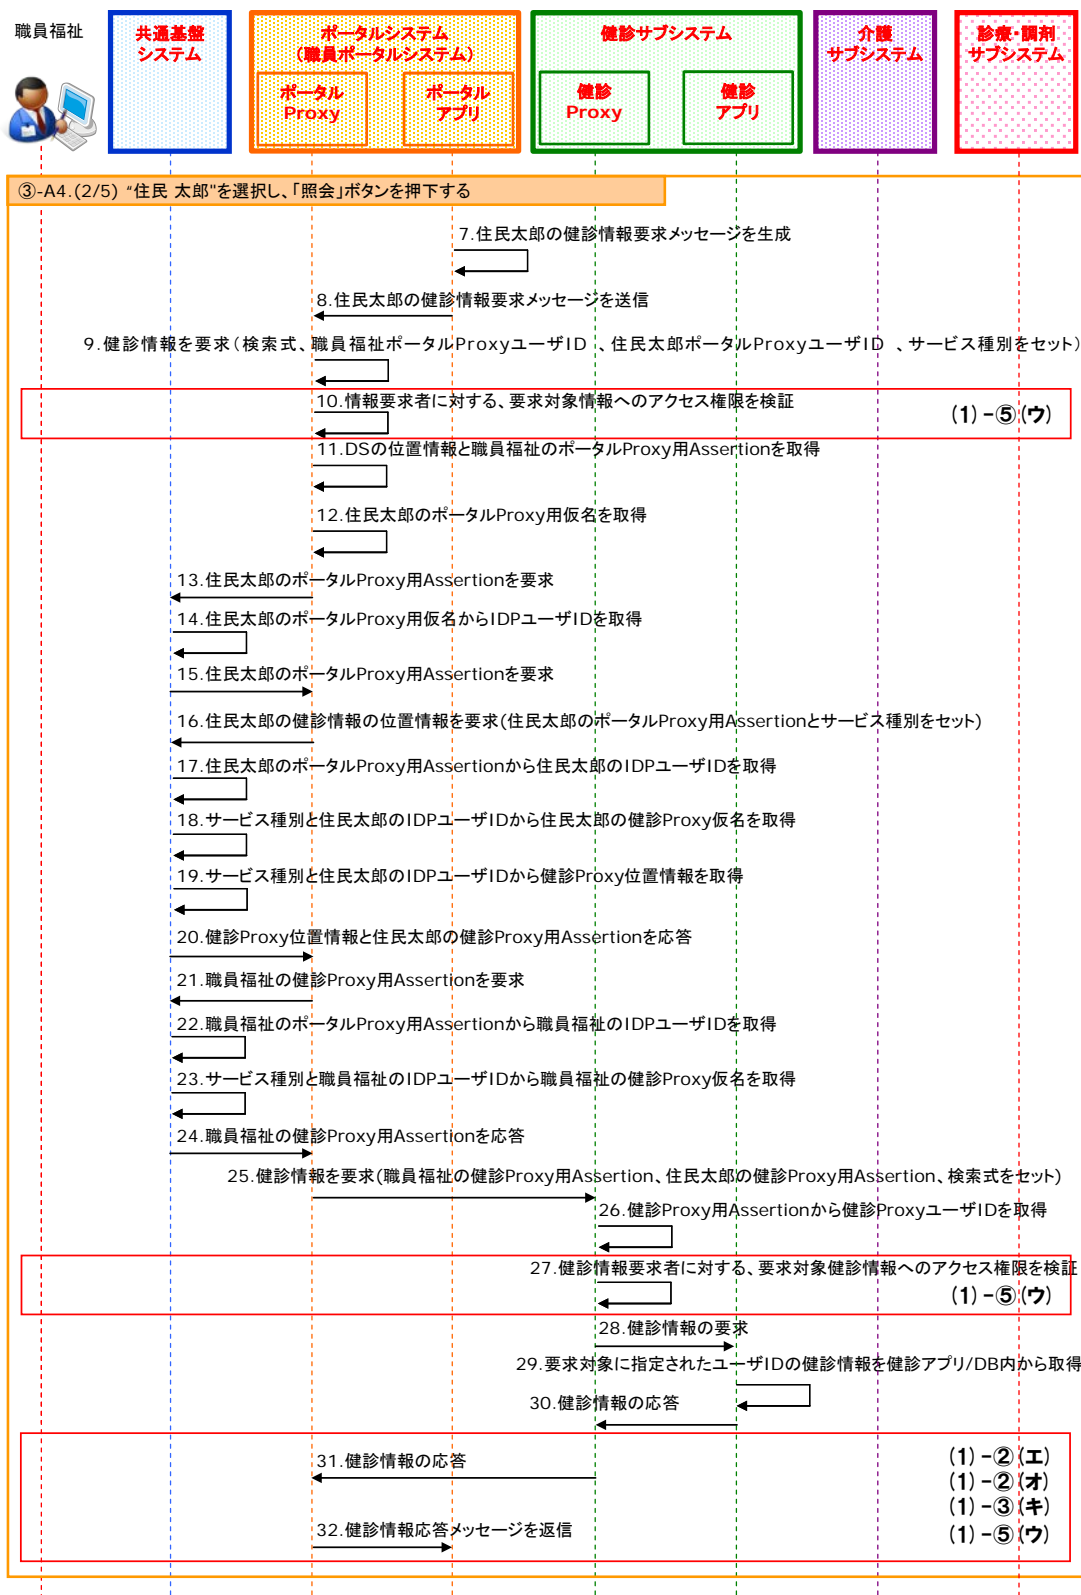 職員福祉
共通基盤
システム
ポータルシステム
(職員ポータルシステム)
ポータル
Proxy
ポータル
アプリ
健診サブシステム
健診
Proxy
健診
アプリ
介護
サブシステム
診療・調剤
サブシステム
③-A4.(2/5) “住民 太郎"を選択し、「照会」ボタンを押下する
7.住民太郎の健診情報要求メッセージを生成
8.住民太郎の健診情報要求メッセージを送信
9.健診情報を要求(検索式、職員福祉ポータルProxyユーザID 、住民太郎ポータルProxyユーザID 、サービス種別をセット)
10.情報要求者に対する、要求対象情報へのアクセス権限を検証
(1)-⑤(ウ)
11.DSの位置情報と職員福祉のポータルProxy用Assertionを取得
12.住民太郎のポータルProxy用仮名を取得
13.住民太郎のポータルProxy用Assertionを要求
14.住民太郎のポータルProxy用仮名からIDPユーザIDを取得
15.住民太郎のポータルProxy用Assertionを要求
16.住民太郎の健診情報の位置情報を要求(住民太郎のポータルProxy用Assertionとサービス種別をセット)
17.住民太郎のポータルProxy用Assertionから住民太郎のIDPユーザIDを取得
18.サービス種別と住民太郎のIDPユーザIDから住民太郎の健診Proxy仮名を取得
19.サービス種別と住民太郎のIDPユーザIDから健診Proxy位置情報を取得
20.健診Proxy位置情報と住民太郎の健診Proxy用Assertionを応答
21.職員福祉の健診Proxy用Assertionを要求
22.職員福祉のポータルProxy用Assertionから職員福祉のIDPユーザIDを取得
23.サービス種別と職員福祉のIDPユーザIDから職員福祉の健診Proxy仮名を取得
24.職員福祉の健診Proxy用Assertionを応答
25.健診情報を要求(職員福祉の健診Proxy用Assertion、住民太郎の健診Proxy用Assertion、検索式をセット)
26.健診Proxy用Assertionから健診ProxyユーザIDを取得
27.健診情報要求者に対する、要求対象健診情報へのアクセス権限を検証
(1)-⑤(ウ)
28.健診情報の要求
29.要求対象に指定されたユーザIDの健診情報を健診アプリ/DB内から取得
30.健診情報の応答
31.健診情報の応答
(1)-②(エ)
(1)-②(オ)
(1)-③(キ)
32.健診情報応答メッセージを返信
(1)-⑤(ウ)